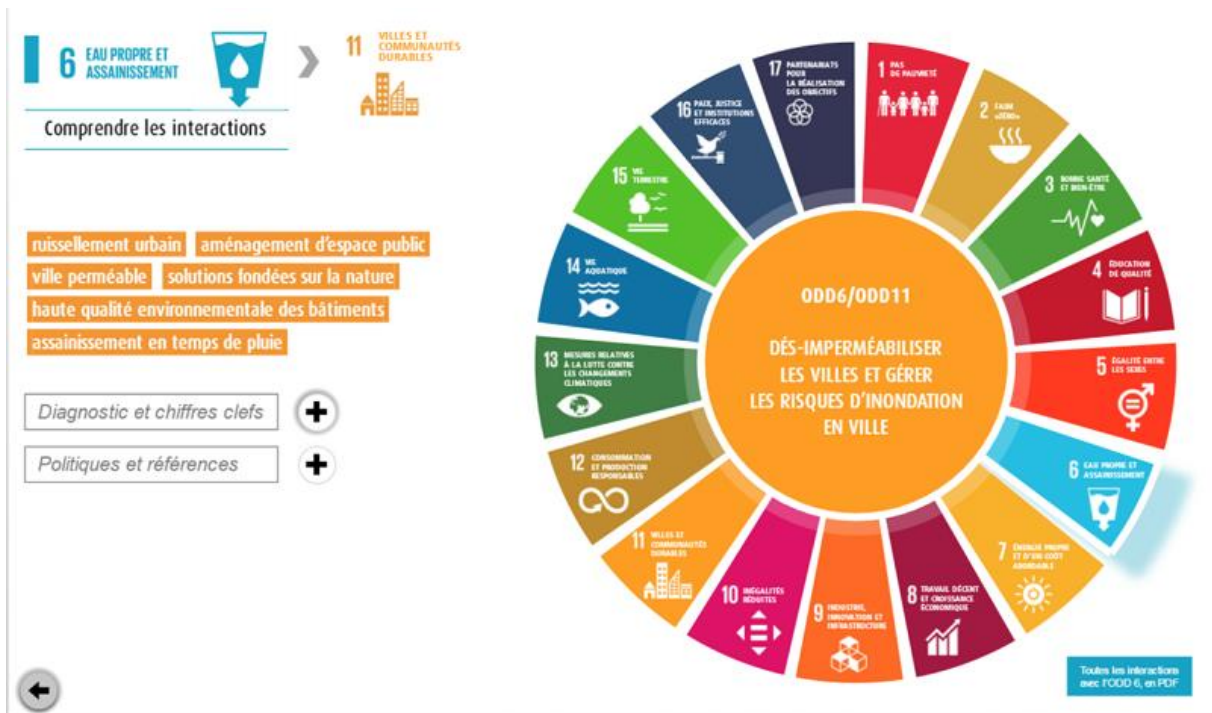 6 EAU PROPRE ET
ASSAINISSEMENT
11 VILLES ET
COMMUNAUTÉS
DURABLES
Comprendre les interactions
ruissellement urbain aménagement d'espace public
ville perméable solutions fondées sur la nature
haute qualité environnementale des bâtiments
assainissement en temps de pluie
Diagnostic et chiffres clefs
Politiques et références
ODD6/ODD11
DÉS-IMPERMÉABILISER
LES VILLES ET GÉRER
LES RISQUES D'INONDATION
EN VILLE
1 PAS
DE PAUVRETÉ
2 FAIM
«ZÉRO»
3 BONNE SANTÉ
ET BIEN-ÊTRE
4 ÉDUCATION
DE QUALITÉ
5 ÉGALITÉ ENTRE
LES SEXES
6 EAU PROPRE ET
ASSAINISSEMENT
7 ÉNERGIE PROPRE
ET D'UN COÛT
ABORDABLE
8 TRAVAIL DÉCENT
ET CROISSANCE
ÉCONOMIQUE
9 INDUSTRIE,
INNOVATION ET
INFRASTRUCTURE
10 INÉGALITÉS
RÉDUITES
11 VILLES ET
COMMUNAUTÉS
DURABLES
12 CONSOMMATION
ET PRODUCTION
RESPONSABLES
13 MESURES RELATIVES
À LA LUTTE CONTRE
LES CHANGEMENTS
CLIMATIQUES
14 VIE
AQUATIQUE
15 VIE
TERRESTRE
16 PAIX, JUSTICE
ET INSTITUTIONS
EFFICACES
17 PARTENARIATS
POUR
LA RÉALISATION
DES OBJECTIFS
Toutes les interactions
avec l'ODD 6, en PDF